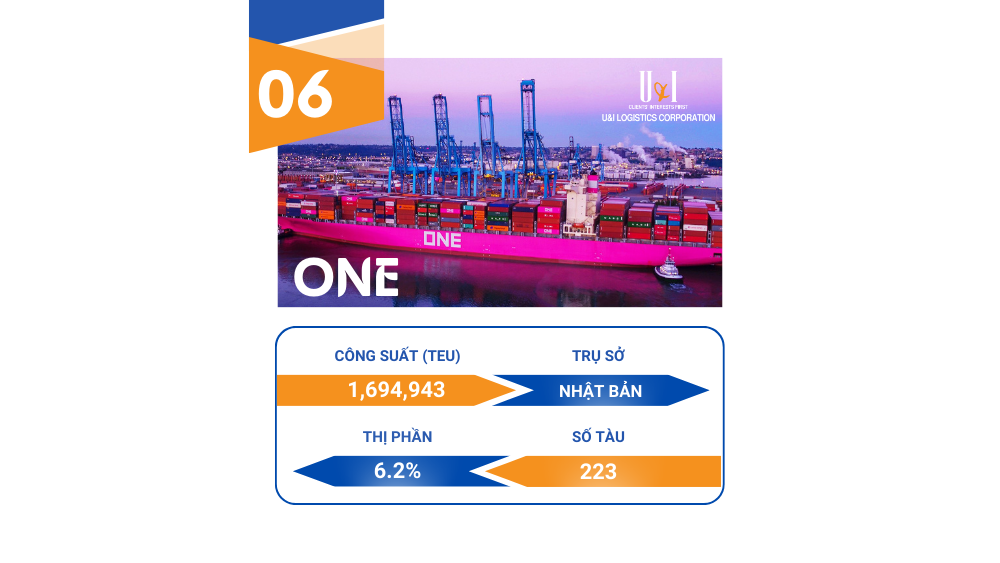 06
U&I
CLIENTS' INTERESTS FIRST
U&I LOGISTICS CORPORATION
ONE
ONE
CÔNG SUẤT (TEU)
TRỤ SỞ
1,694,943
NHẬT BẢN
THỊ PHẦN
SỐ TÀU
6.2%
223